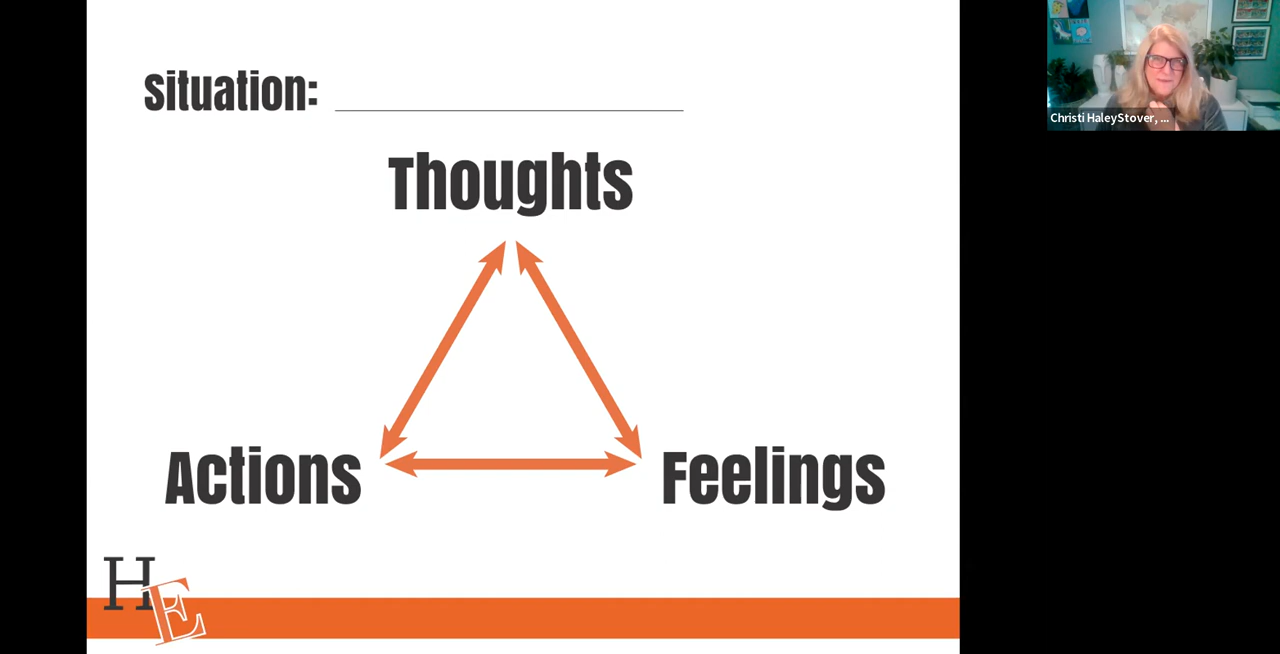 Situation:
Thoughts
Actions
Feelings
HE
Christi HaleyStover, ...